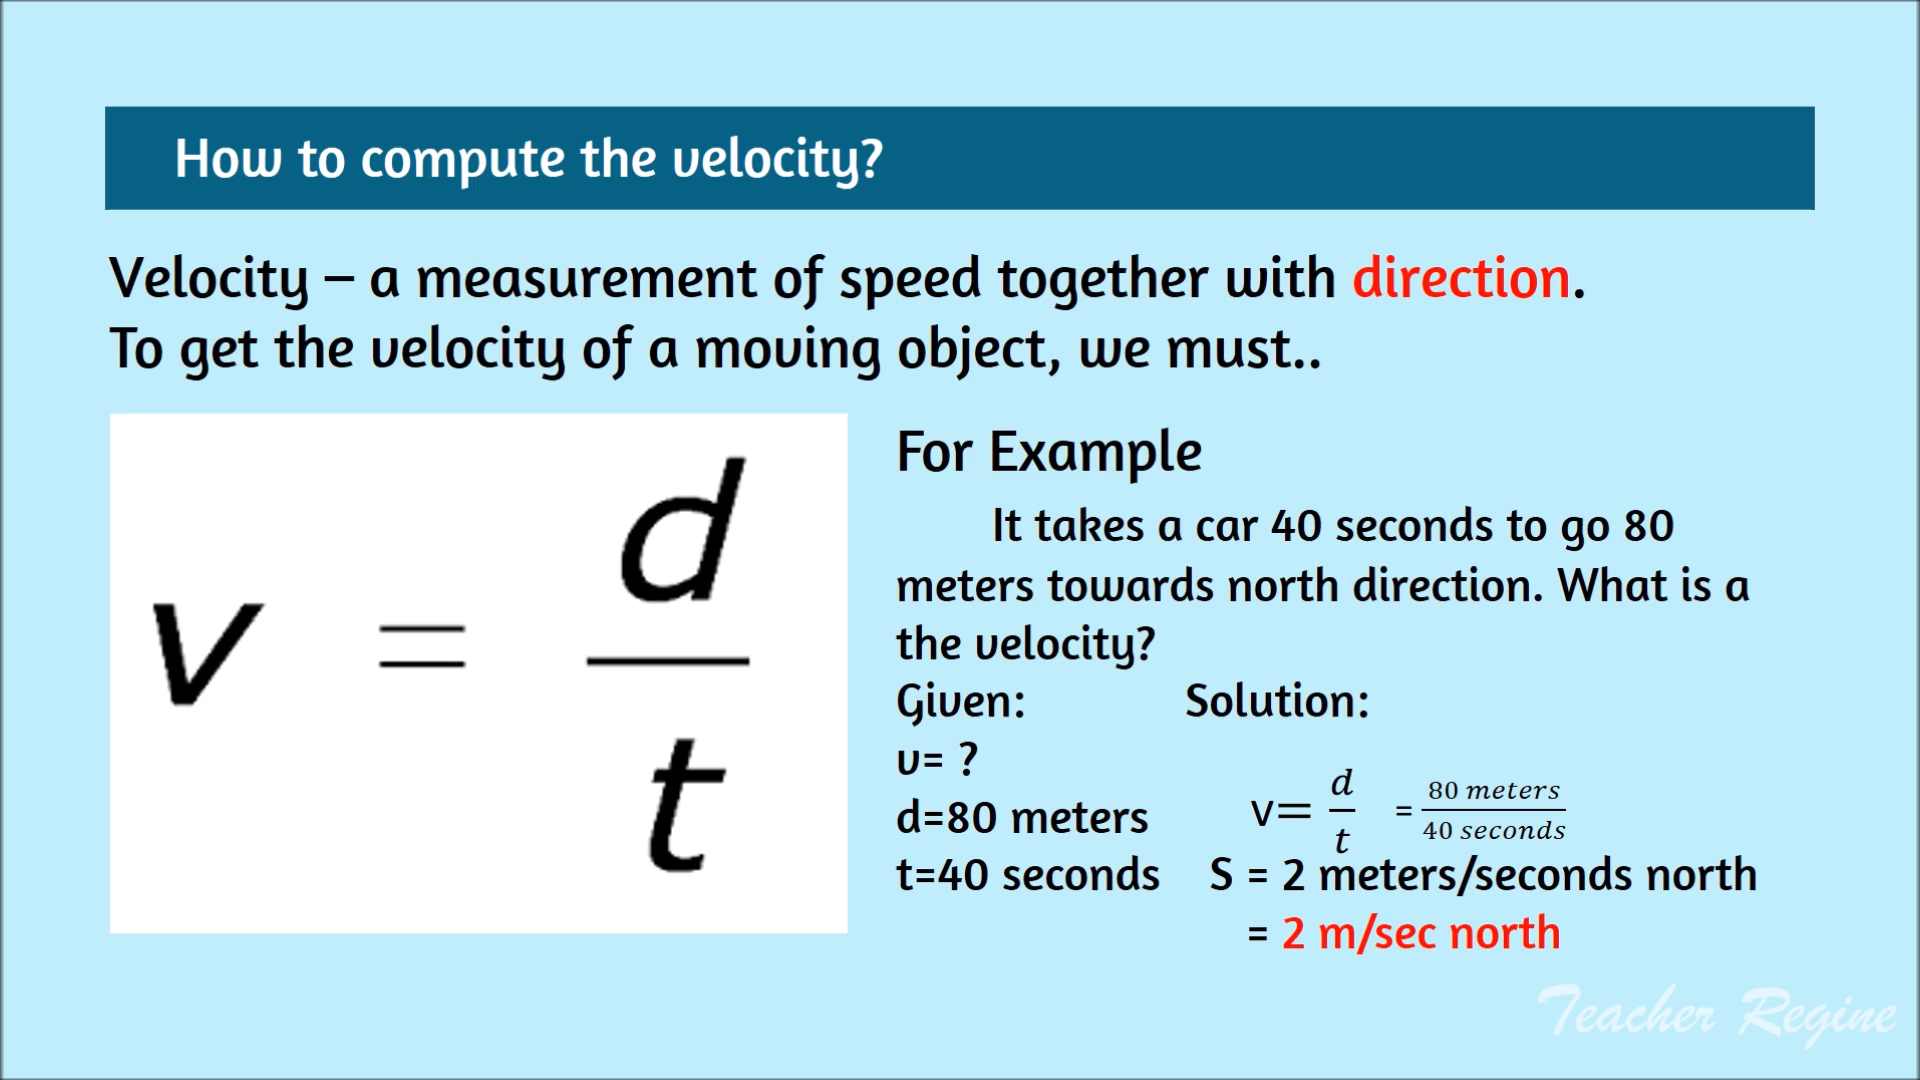 How to compute the velocity?
Velocity – a measurement of speed together with direction.
To get the velocity of a moving object, we must..
v = d/t
For Example
It takes a car 40 seconds to go 80
meters towards north direction. What is a
the velocity?
Given: Solution:
v= ?
d=80 meters v= d/t = 80 meters/40 seconds
t=40 seconds S = 2 meters/seconds north
= 2 m/sec north
Teacher Regine